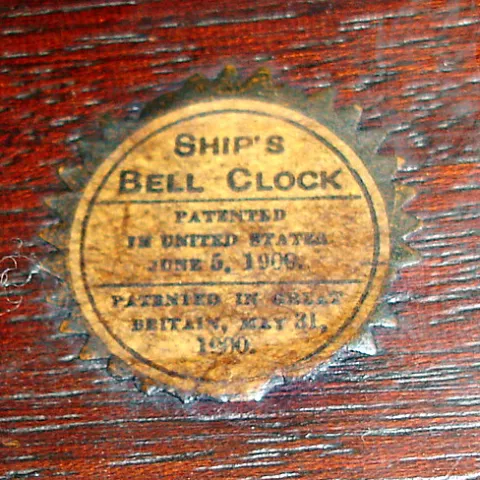 SHIP'S
BELL CLOCK
PATENTED
IN UNITED STATES
JUNE 5, 1900.
PATENTED IN GREAT
BRITAIN, MAY 31,
1900.